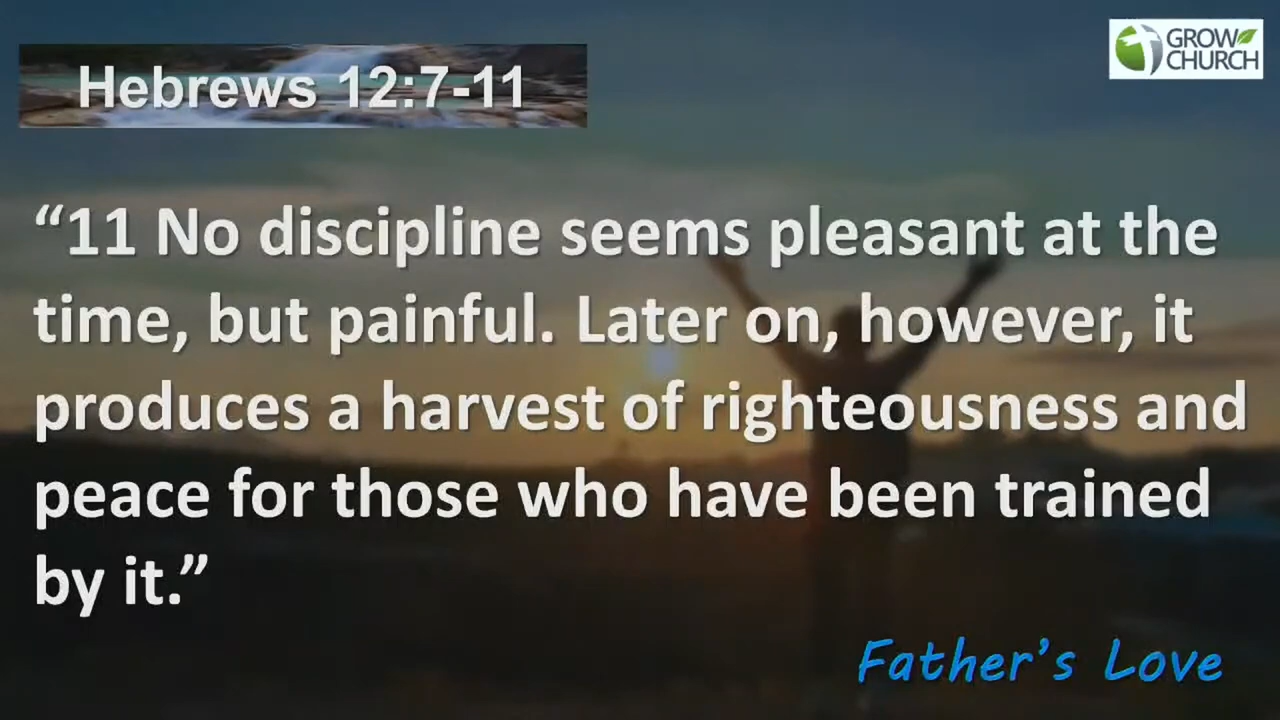 Hebrews 12:7-11
GROW
CHURCH
“11 No discipline seems pleasant at the
time, but painful. Later on, however, it
produces a harvest of righteousness and
peace for those who have been trained
by it.”
Father’s Love